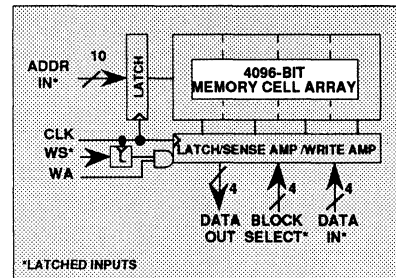 10
ADDR
IN*
LATCH
4096-BIT
MEMORY CELL ARRAY
CLK
WS*
WA
L
LATCH/SENSE AMP /WRITE AMP
4 4 4
DATA OUT
BLOCK SELECT*
DATA IN*
*LATCHED INPUTS